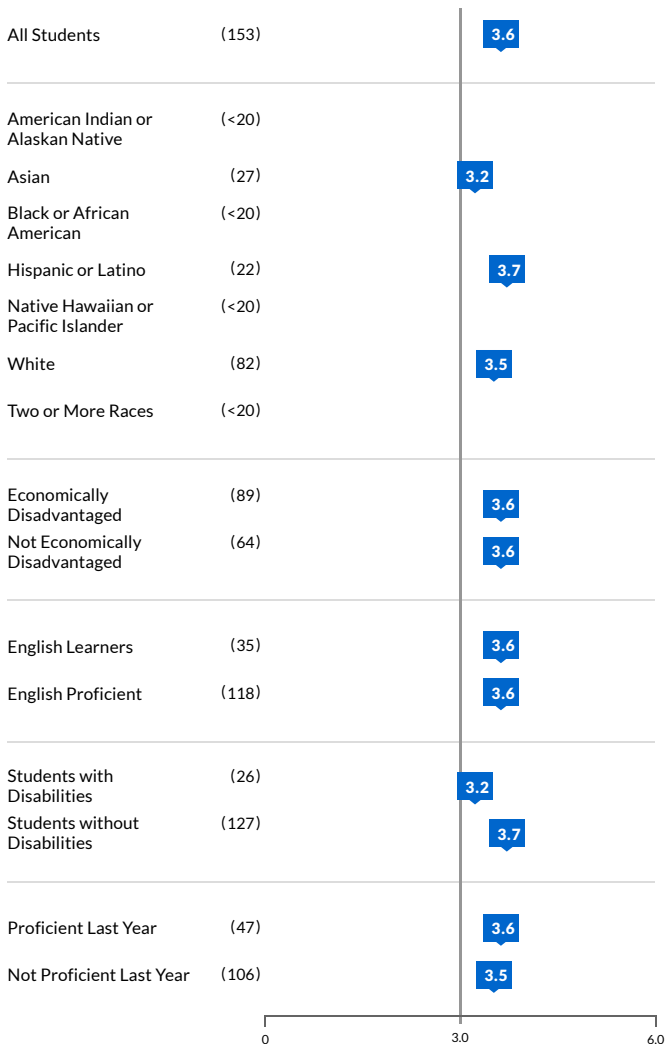 All Students (153) 3.6
American Indian or (<20)
Alaskan Native
Asian (27) 3.2
Black or African (<20)
American
Hispanic or Latino (22) 3.7
Native Hawaiian or (<20)
Pacific Islander
White (82) 3.5
Two or More Races (<20)
Economically (89) 3.6
Disadvantaged
Not Economically (64) 3.6
Disadvantaged
English Learners (35) 3.6
English Proficient (118) 3.6
Students with (26) 3.2
Disabilities
Students without (127) 3.7
Disabilities
Proficient Last Year (47) 3.6
Not Proficient Last Year (106) 3.5
0 3.0 6.0